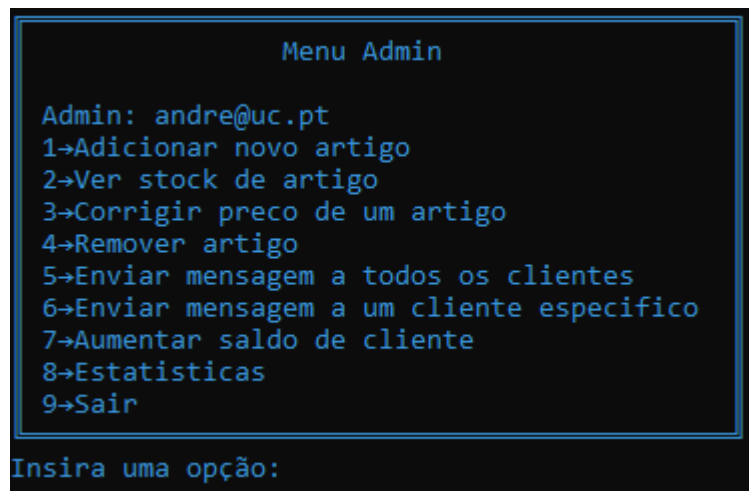 Menu Admin
Admin: andre@uc.pt
1→Adicionar novo artigo
2→Ver stock de artigo
3→Corrigir preco de um artigo
4→Remover artigo
5→Enviar mensagem a todos os clientes
6→Enviar mensagem a um cliente especifico
7→Aumentar saldo de cliente
8→Estatisticas
9→Sair
Insira uma opção: